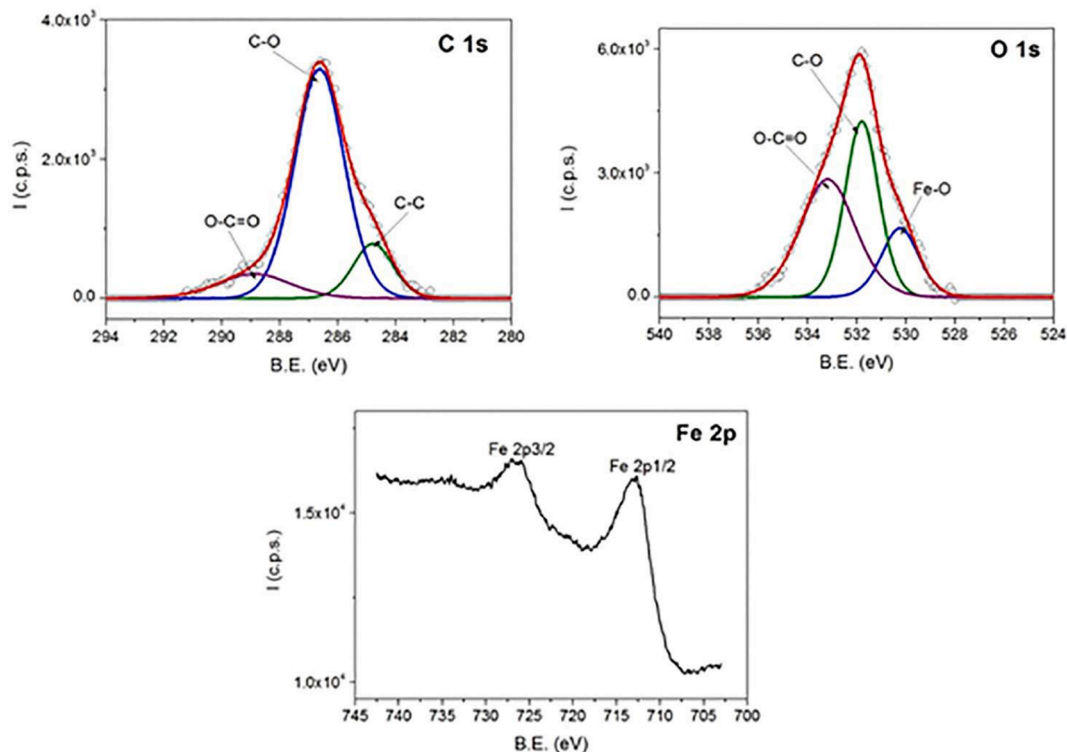 C 1s
4.0x10³
2.0x10³
0.0
I (c.p.s.)
C-O
C-C
O-C=O
294 292 290 288 286 284 282 280
B.E. (eV)
O 1s
6.0x10³
3.0x10³
0.0
I (c.p.s.)
C-O
O-C=O
Fe-O
540 538 536 534 532 530 528 526 524
B.E. (eV)
Fe 2p
Fe 2p3/2
Fe 2p1/2
1.5x10⁴
1.0x10⁴
I (c.p.s.)
745 740 735 730 725 720 715 710 705 700
B.E. (eV)